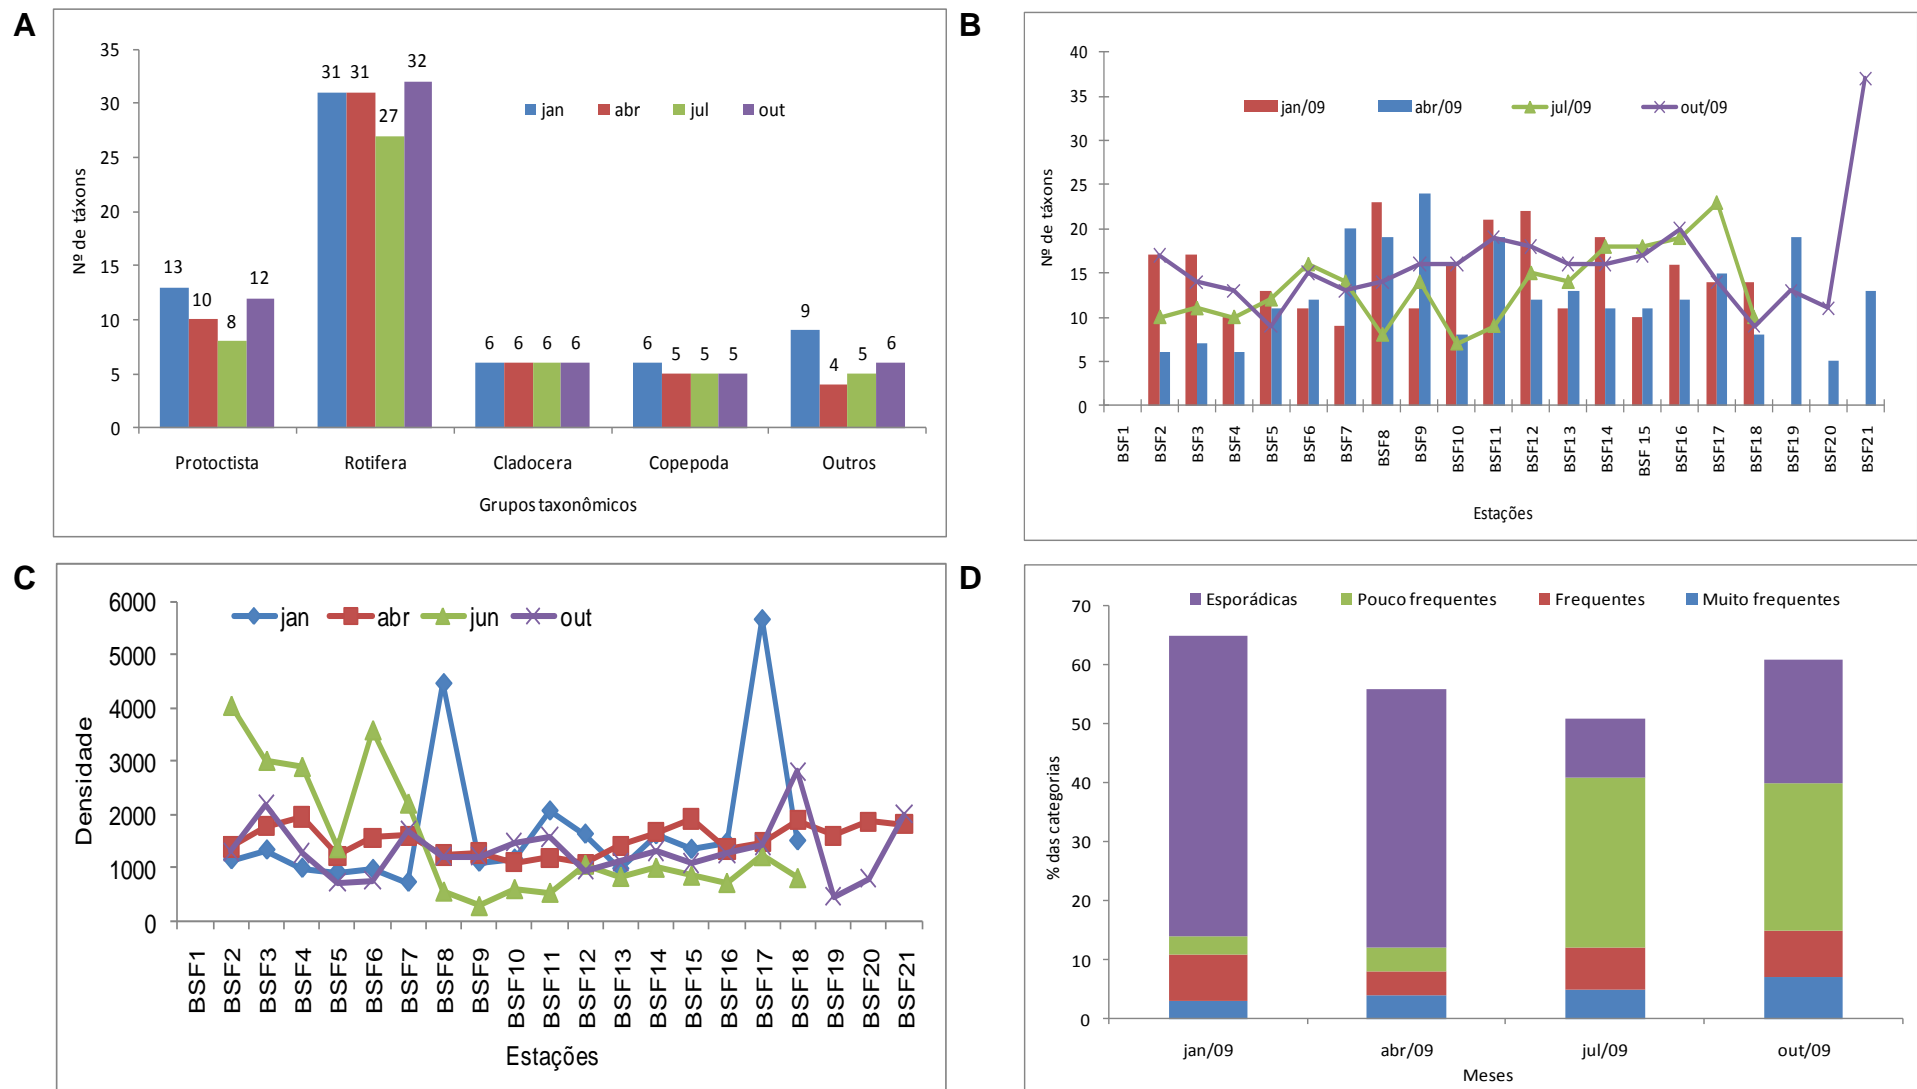 A
35
30
25
20
15
10
5
0
Nº de táxons
jan abr jul out
13 10 8 12
31 31 27 32
6 6 6 6
6 5 5 5
9 4 5 6
Protoctista Rotifera Cladocera Copepoda Outros
Grupos taxonômicos
B
40
35
30
25
20
15
10
5
0
Nº de táxons
jan/09 abr/09 jul/09 out/09
BSF1 BSF2 BSF3 BSF4 BSF5 BSF6 BSF7 BSF8 BSF9 BSF10 BSF11 BSF12 BSF13 BSF14 BSF 15 BSF16 BSF17 BSF18 BSF19 BSF20 BSF21
Estações
C
6000
5000
4000
3000
2000
1000
0
Densidade
jan abr jun out
BSF1 BSF2 BSF3 BSF4 BSF5 BSF6 BSF7 BSF8 BSF9 BSF10 BSF11 BSF12 BSF13 BSF14 BSF15 BSF16 BSF17 BSF18 BSF19 BSF20 BSF21
Estações
D
70
60
50
40
30
20
10
0
% das categorias
Esporádicas Pouco frequentes Frequentes Muito frequentes
jan/09 abr/09 jul/09 out/09
Meses